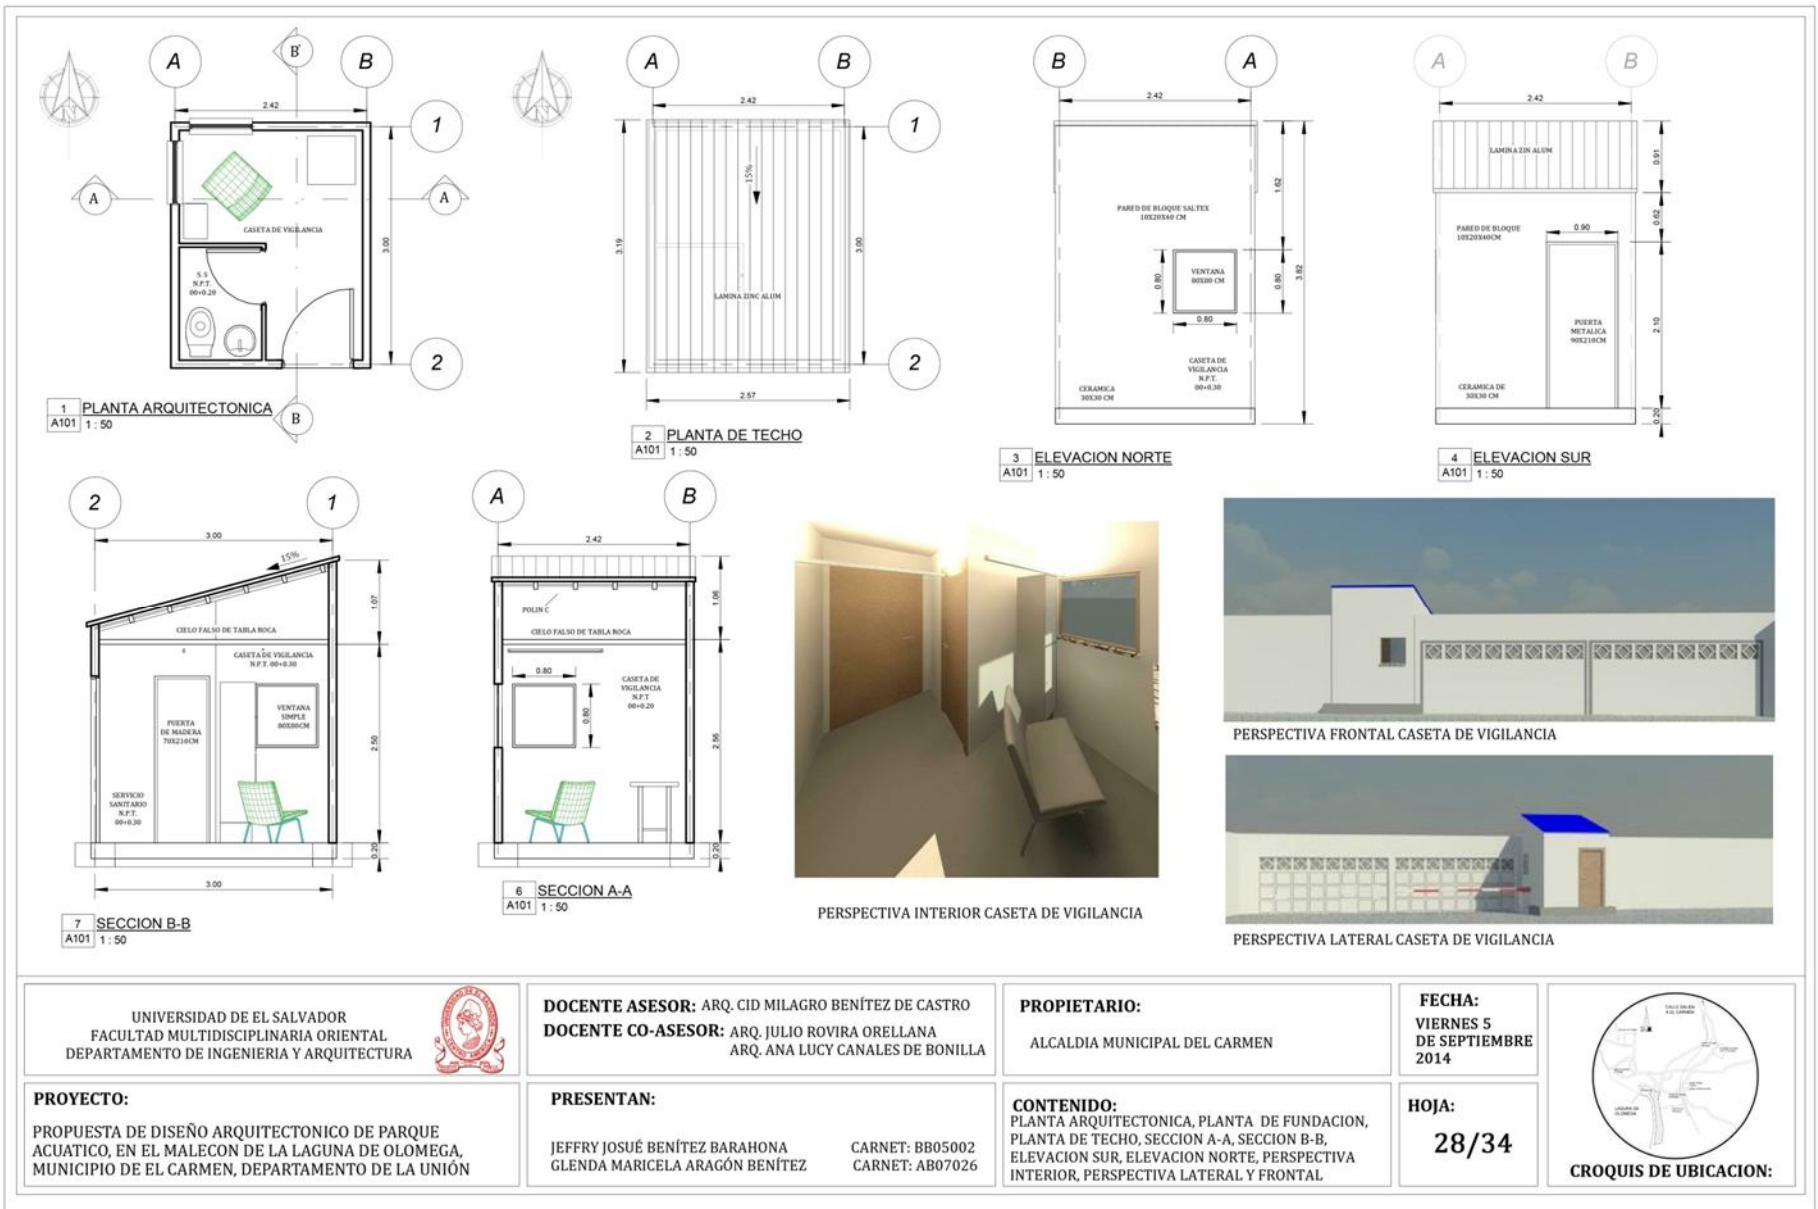 A
B'
B
2.42
1
A
A
3.00
CASETA DE VIGILANCIA
S.S
N.P.T.
00+0.20
2
B
1
A101
PLANTA ARQUITECTONICA
1 : 50
A
B
2.42
1
15%
3.19
3.00
LAMINA ZINC ALUM
2
2.57
2
A101
PLANTA DE TECHO
1 : 50
B
A
2.42
1.62
PARED DE BLOQUE SALTEX
10X20X40 CM
3.82
0.80
VENTANA
80X80 CM
0.80
0.80
CASETA DE
VIGILANCIA
N.P.T.
00+0.30
CERAMICA
30X30 CM
3
A101
ELEVACION NORTE
1 : 50
A
B
2.42
LAMINA ZIN ALUM
0.91
PARED DE BLOQUE
10X20X40CM
0.62
0.90
PUERTA
METALICA
90X210CM
2.10
CERAMICA DE
30X30 CM
0.20
4
A101
ELEVACION SUR
1 : 50
2
1
3.00
15%
1.07
CIELO FALSO DE TABLA ROCA
CASETA DE VIGILANCIA
N.P.T. 00+0.30
VENTANA
SIMPLE
80X80CM
PUERTA
DE MADERA
70X210CM
2.50
SERVICIO
SANITARIO
N.P.T.
00+0.30
0.20
3.00
7
A101
SECCION B-B
1 : 50
A
B
2.42
POLIN C
1.06
CIELO FALSO DE TABLA ROCA
0.80
CASETA DE
VIGILANCIA
N.P.T
00+0.20
0.80
2.56
0.20
6
A101
SECCION A-A
1 : 50
PERSPECTIVA INTERIOR CASETA DE VIGILANCIA
PERSPECTIVA FRONTAL CASETA DE VIGILANCIA
PERSPECTIVA LATERAL CASETA DE VIGILANCIA
UNIVERSIDAD DE EL SALVADOR
FACULTAD MULTIDISCIPLINARIA ORIENTAL
DEPARTAMENTO DE INGENIERIA Y ARQUITECTURA
DOCENTE ASESOR: ARQ. CID MILAGRO BENÍTEZ DE CASTRO
DOCENTE CO-ASESOR: ARQ. JULIO ROVIRA ORELLANA
ARQ. ANA LUCY CANALES DE BONILLA
PROPIETARIO:
ALCALDIA MUNICIPAL DEL CARMEN
FECHA:
VIERNES 5
DE SEPTIEMBRE
2014
PROYECTO:
PROPUESTA DE DISEÑO ARQUITECTONICO DE PARQUE
ACUATICO, EN EL MALECON DE LA LAGUNA DE OLOMEGA,
MUNICIPIO DE EL CARMEN, DEPARTAMENTO DE LA UNIÓN
PRESENTAN:
JEFFRY JOSUÉ BENÍTEZ BARAHONA CARNET: BB05002
GLENDA MARICELA ARAGÓN BENÍTEZ CARNET: AB07026
CONTENIDO:
PLANTA ARQUITECTONICA, PLANTA DE FUNDACION,
PLANTA DE TECHO, SECCION A-A, SECCION B-B,
ELEVACION SUR, ELEVACION NORTE, PERSPECTIVA
INTERIOR, PERSPECTIVA LATERAL Y FRONTAL
HOJA:
28/34
CALLE SALIDA
A EL CARMEN
LAGUNA DE
OLOMEGA
CROQUIS DE UBICACION: